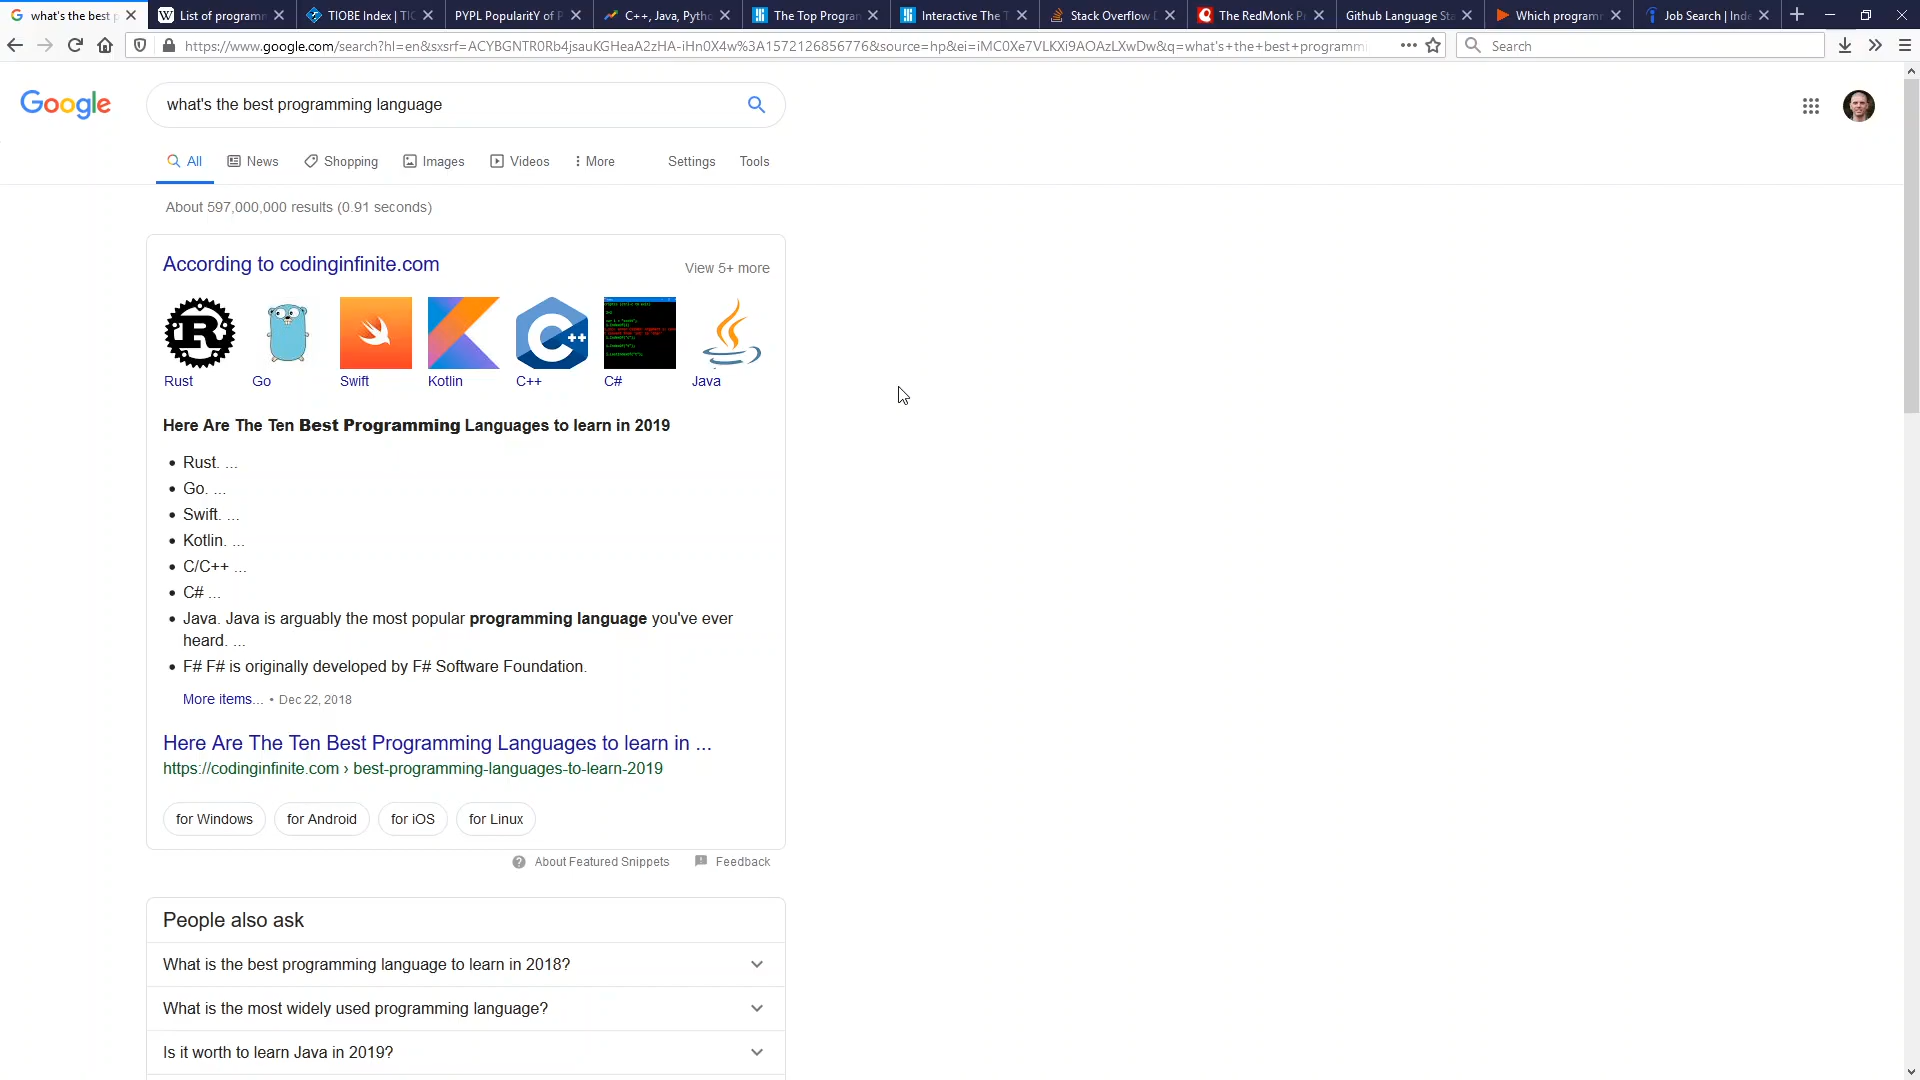 what's the best p
List of programm
TIOBE Index | TIO
PYPL PopularitY of P
C++, Java, Pytho
The Top Program
Interactive The T
Stack Overflow D
The RedMonk P
Github Language Sta
Which programm
Job Search | Inde
https://www.google.com/search?hl=en&sxsrf=ACYBGNTR0Rb4jsauKGHeaA2zHA-iHn0X4w%3A1572126856776&source=hp&ei=iMC0Xe7VLKXi9AOAzLXwDw&q=what's+the+best+programmi
Search
Google
what's the best programming language
All
News
Shopping
Images
Videos
More
Settings
Tools
About 597,000,000 results (0.91 seconds)
According to codinginfinite.com
View 5+ more
Rust
Go
Swift
Kotlin
C++
C#
Java
Here Are The Ten Best Programming Languages to learn in 2019
Rust. ...
Go. ...
Swift. ...
Kotlin. ...
C/C++ ...
C# ...
Java. Java is arguably the most popular programming language you've ever
heard. ...
F# F# is originally developed by F# Software Foundation.
More items... • Dec 22, 2018
Here Are The Ten Best Programming Languages to learn in ...
https://codinginfinite.com › best-programming-languages-to-learn-2019
for Windows
for Android
for iOS
for Linux
About Featured Snippets
Feedback
People also ask
What is the best programming language to learn in 2018?
What is the most widely used programming language?
Is it worth to learn Java in 2019?